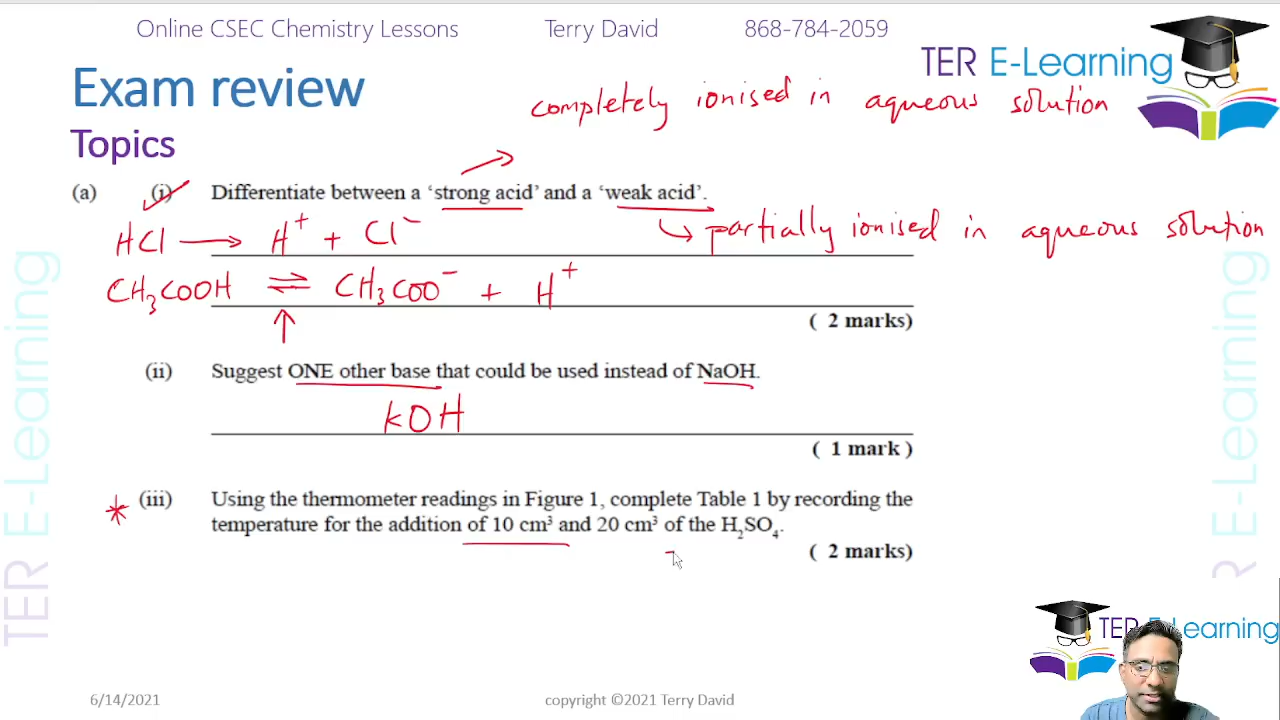 Online CSEC Chemistry Lessons Terry David 868-784-2059
TER E-Learning
Exam review
completely ionised in aqueous solution
Topics
(a) (i) Differentiate between a ‘strong acid’ and a ‘weak acid’.
HCl → H⁺ + Cl⁻
partially ionised in aqueous solution
CH₃COOH ⇌ CH₃COO⁻ + H⁺
( 2 marks)
(ii) Suggest ONE other base that could be used instead of NaOH.
KOH
( 1 mark )
* (iii) Using the thermometer readings in Figure 1, complete Table 1 by recording the
temperature for the addition of 10 cm³ and 20 cm³ of the H₂SO₄.
( 2 marks)
TER E-Learning
TER E-Learning
TER E-Learning
6/14/2021 copyright ©2021 Terry David